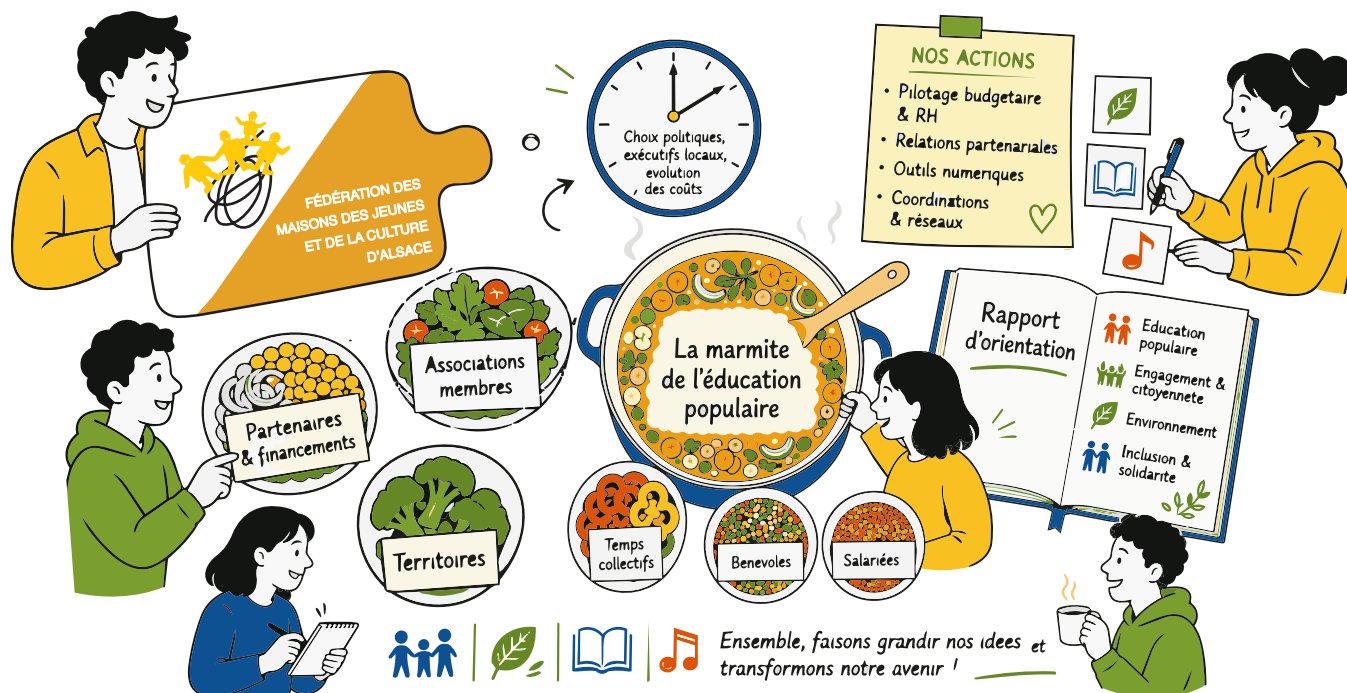 FÉDÉRATION DES
MAISONS DES JEUNES
ET DE LA CULTURE
D'ALSACE
Choix politiques,
exécutifs locaux,
evolution
des coûts
NOS ACTIONS
• Pilotage budgetaire
& RH
• Relations partenariales
• Outils numeriques
• Coordinations
& réseaux
Associations
membres
Partenaires
& financements
Territoires
La marmite
de l'éducation
populaire
Temps
collectifs
Benevoles
Salariées
Rapport
d'orientation
Education
populaire
Engagement &
citoyennete
Environnement
Inclusion &
solidarite
Ensemble, faisons grandir nos idees et
transformons notre avenir !